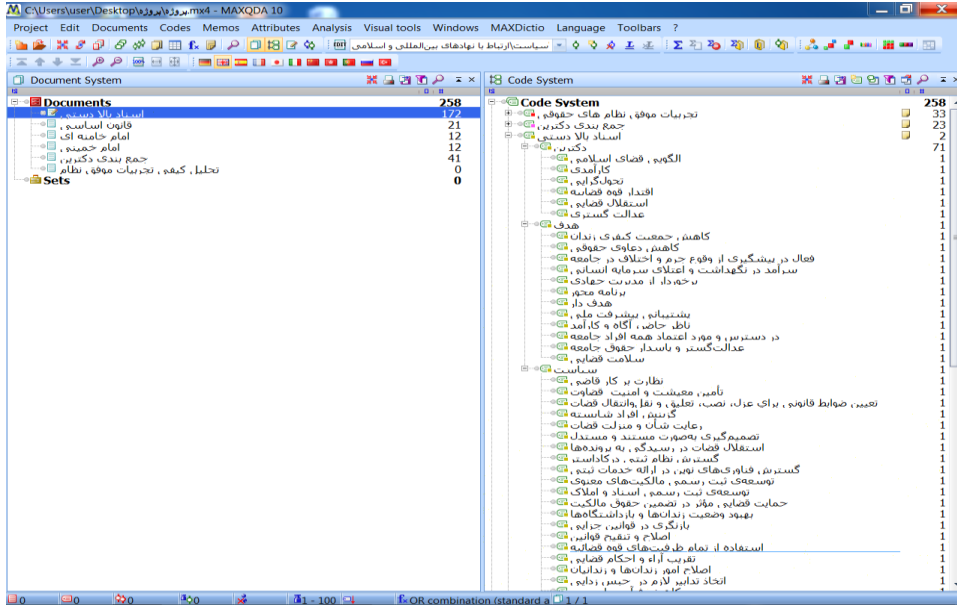 C:\Users\user\Desktop\پروژه\پروژه.mx4 - MAXQDA 10
Project Edit Documents Codes Memos Attributes Analysis Visual tools Windows MAXDictio Language Toolbars ?
سیاست\ارتباط با نهادهای بین‌المللی و اسلامی
Document System
Documents 258
اسناد بالا دستی 172
قانون اساسی 21
امام خامنه ای 12
امام خمینی 12
جمع بندی دکترین 41
تحلیل کیفی تجربیات موفق نظام 0
Sets 0
Code System
Code System 258
تجربیات موفق نظام های حقوقی 33
جمع بندی دکترین 23
اسناد بالا دستی 2
دکترین 71
الگویی قضای اسلامی 1
کارآمدی 1
تحول‌گرایی 1
اقتدار قوه قضاییه 1
استقلال قضایی 1
عدالت گستری 1
هدف 1
کاهش جمعیت کیفری زندان 1
کاهش دعاوی حقوقی 1
فعال در پیشگیری از وقوع جرم و اختلاف در جامعه 1
سرآمد در نگهداشت و اعتلای سرمایه انسانی 1
برخوردار از مدیریت جهادی 1
برنامه محور 1
هدف دار 1
پشتیبانی پیشرفت ملی 1
ناظر حاضر، آگاه و کارآمد 1
در دسترس و مورد اعتماد همه افراد جامعه 1
عدالت‌گستر و پاسدار حقوق جامعه 1
سلامت قضایی 1
سیاست 1
نظارت بر کار قاضی 1
تأمین معیشت و امنیت قضاوت 1
تعیین ضوابط قانونی برای عزل، نصب، تعلیق و نقل‌وانتقال قضات 1
گزینش افراد شایسته 1
رعایت شأن و منزلت قضات 1
تصمیم‌گیری به‌صورت مستند و مستدل 1
استقلال قضات در رسیدگی به پرونده‌ها 1
گسترش نظام ثبتی درکاداستر 1
گسترش فناوری‌های نوین در ارائه خدمات ثبتی 1
توسعه‌ی ثبت رسمی مالکیت‌های معنوی 1
توسعه‌ی ثبت رسمی اسناد و املاک 1
حمایت قضایی مؤثر در تضمین حقوق مالکیت 1
بهبود وضعیت زندان‌ها و بازداشتگاه‌ها 1
بازنگری در قوانین جزایی 1
اصلاح و تنقیح قوانین 1
استفاده از تمام ظرفیت‌های قوه قضائیه 1
تقریب آراء و احکام قضایی 1
اصلاح امور زندان‌ها و زندانیان 1
اتخاذ تدابیر لازم در حبس زدایی 1
0 0 0 0 1 - 100 OR combination (standard a 1 / 1